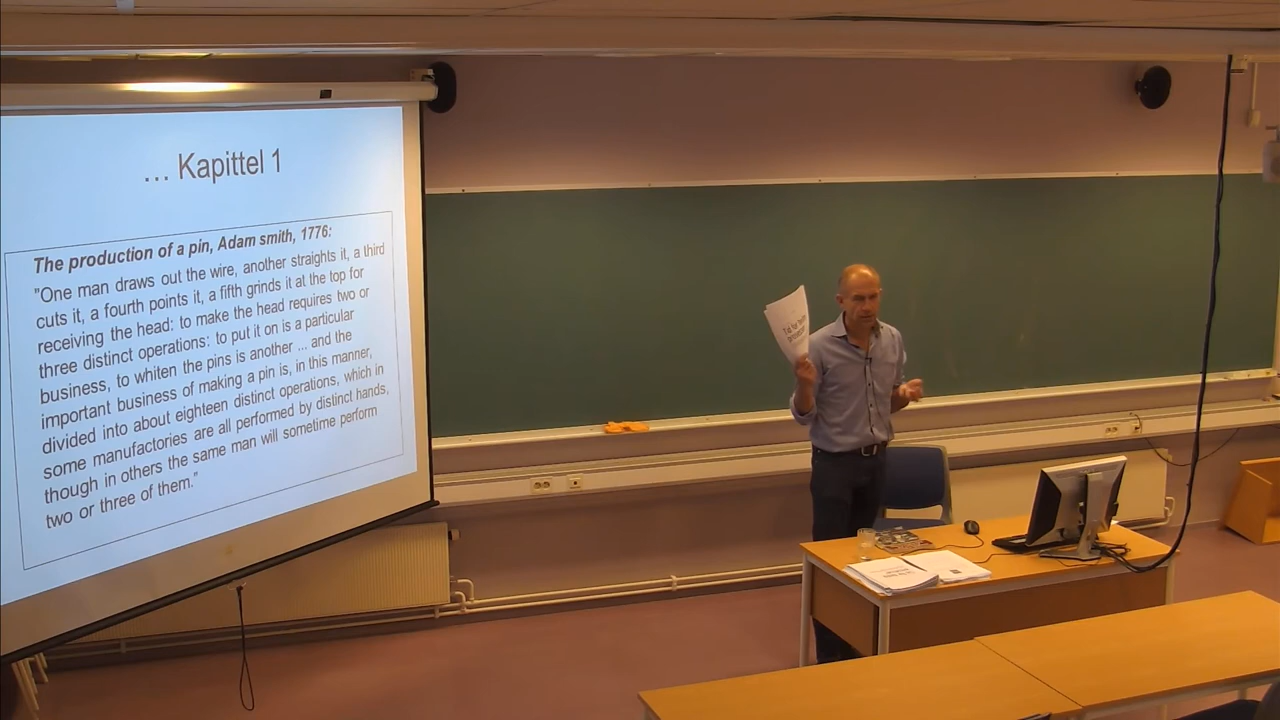 ... Kapittel 1
The production of a pin, Adam smith, 1776:
"One man draws out the wire, another straights it, a third
cuts it, a fourth points it, a fifth grinds it at the top for
receiving the head: to make the head requires two or
three distinct operations: to put it on is a particular
business, to whiten the pins is another ... and the
important business of making a pin is, in this manner,
divided into about eighteen distinct operations, which in
some manufactories are all performed by distinct hands,
though in others the same man will sometime perform
two or three of them."